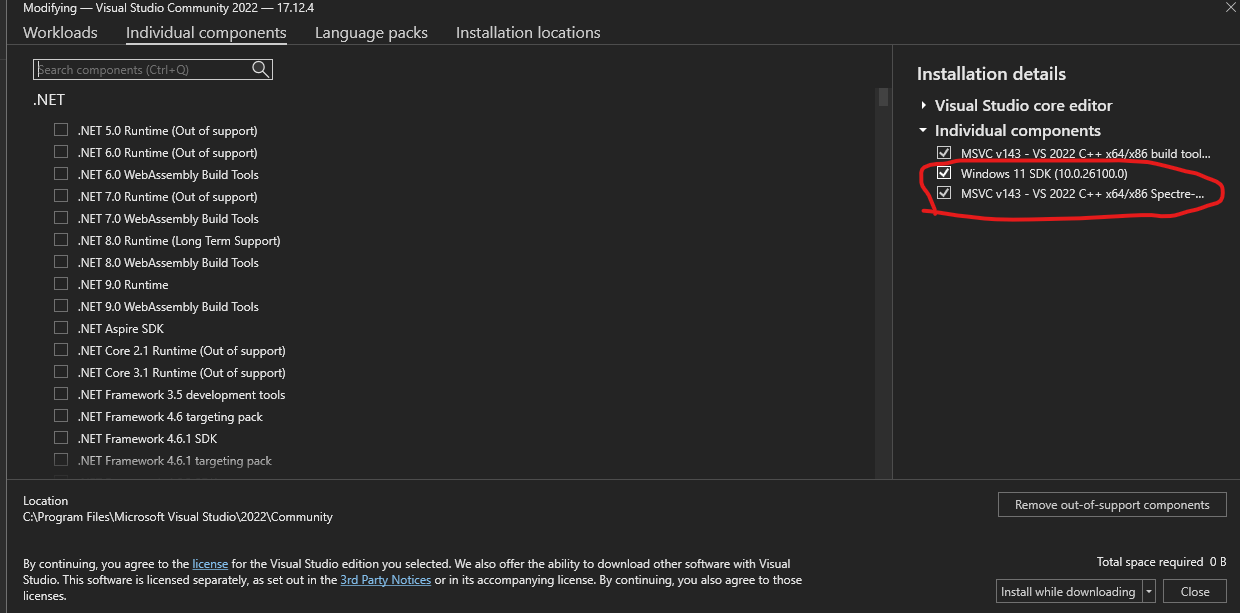 Modifying — Visual Studio Community 2022 — 17.12.4
Workloads
Individual components
Language packs
Installation locations
Search components (Ctrl+Q)
.NET
.NET 5.0 Runtime (Out of support)
.NET 6.0 Runtime (Out of support)
.NET 6.0 WebAssembly Build Tools
.NET 7.0 Runtime (Out of support)
.NET 7.0 WebAssembly Build Tools
.NET 8.0 Runtime (Long Term Support)
.NET 8.0 WebAssembly Build Tools
.NET 9.0 Runtime
.NET 9.0 WebAssembly Build Tools
.NET Aspire SDK
.NET Core 2.1 Runtime (Out of support)
.NET Core 3.1 Runtime (Out of support)
.NET Framework 3.5 development tools
.NET Framework 4.6 targeting pack
.NET Framework 4.6.1 SDK
.NET Framework 4.6.1 targeting pack
Installation details
Visual Studio core editor
Individual components
MSVC v143 - VS 2022 C++ x64/x86 build tool...
Windows 11 SDK (10.0.26100.0)
MSVC v143 - VS 2022 C++ x64/x86 Spectre-...
Location
C:\Program Files\Microsoft Visual Studio\2022\Community
Remove out-of-support components
By continuing, you agree to the license for the Visual Studio edition you selected. We also offer the ability to download other software with Visual
Studio. This software is licensed separately, as set out in the 3rd Party Notices or in its accompanying license. By continuing, you also agree to those
licenses.
Total space required 0 B
Install while downloading
Close